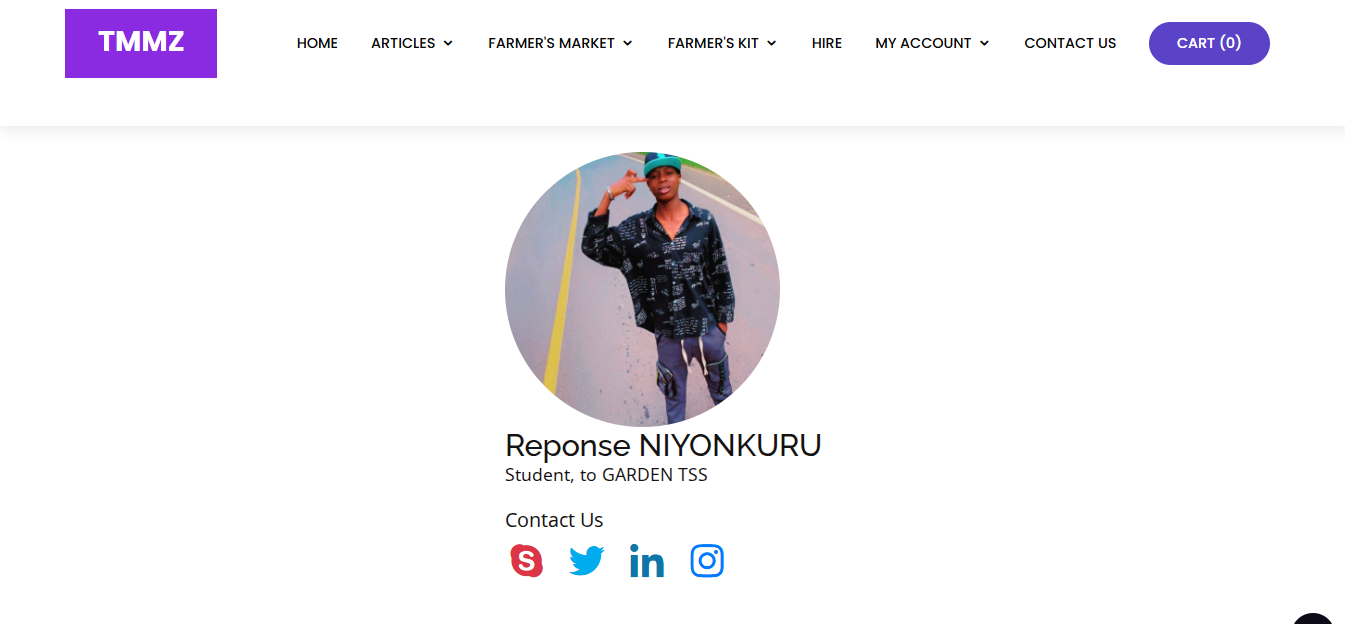 TMMZ
HOME ARTICLES FARMER'S MARKET FARMER'S KIT HIRE MY ACCOUNT CONTACT US CART (0)
Reponse NIYONKURU
Student, to GARDEN TSS
Contact Us